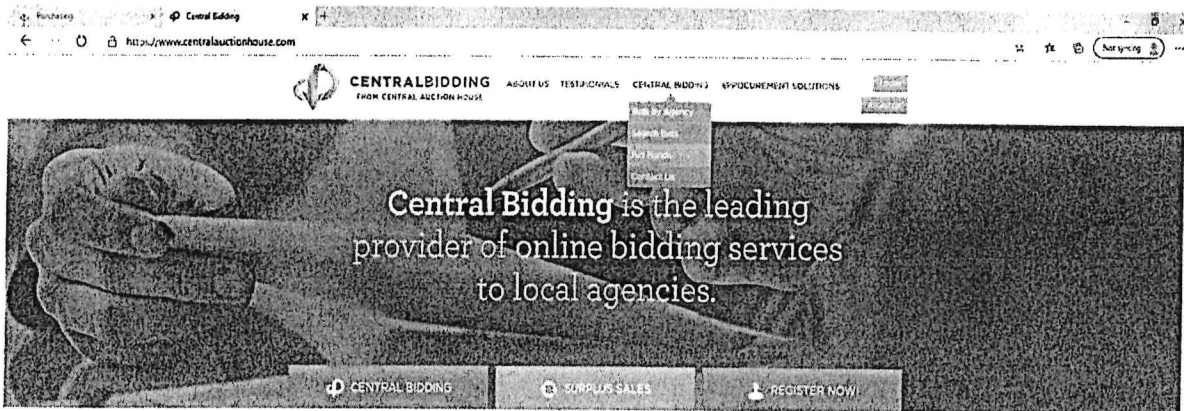 Purchasing
Central Bidding
https://www.centralauctionhouse.com
Not syncing
CENTRALBIDDING
FROM CENTRAL AUCTION HOUSE
ABOUT US TESTIMONIALS CENTRAL BIDDING EPROCUREMENT SOLUTIONS
Search Bids
Contact Us
Central Bidding is the leading
provider of online bidding services
to local agencies.
CENTRAL BIDDING
SURPLUS SALES
REGISTER NOW!